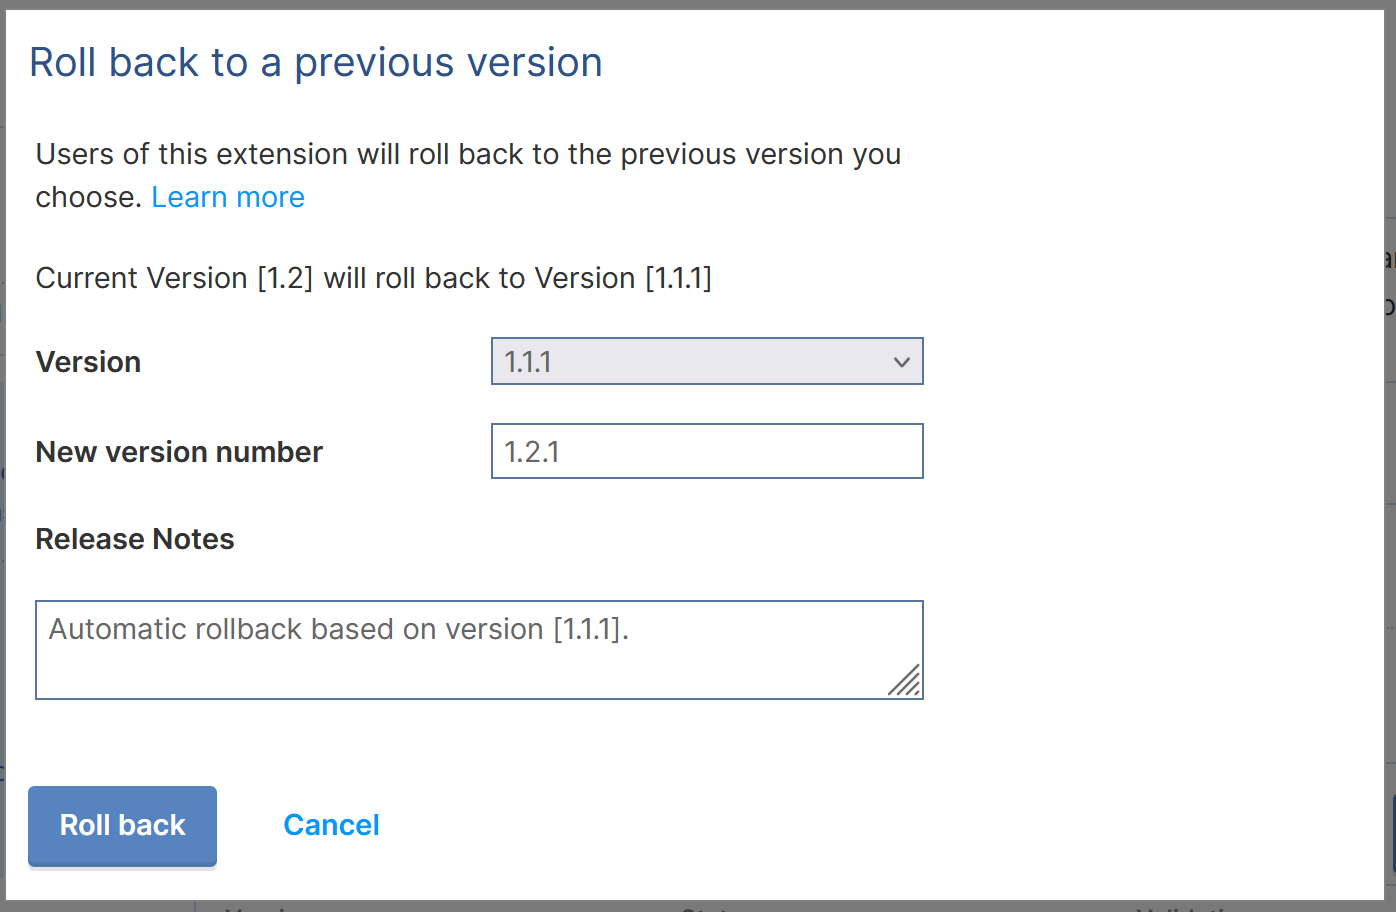 Roll back to a previous version
Users of this extension will roll back to the previous version you
choose. Learn more
Current Version [1.2] will roll back to Version [1.1.1]
Version
1.1.1
New version number
1.2.1
Release Notes
Automatic rollback based on version [1.1.1].
Roll back
Cancel